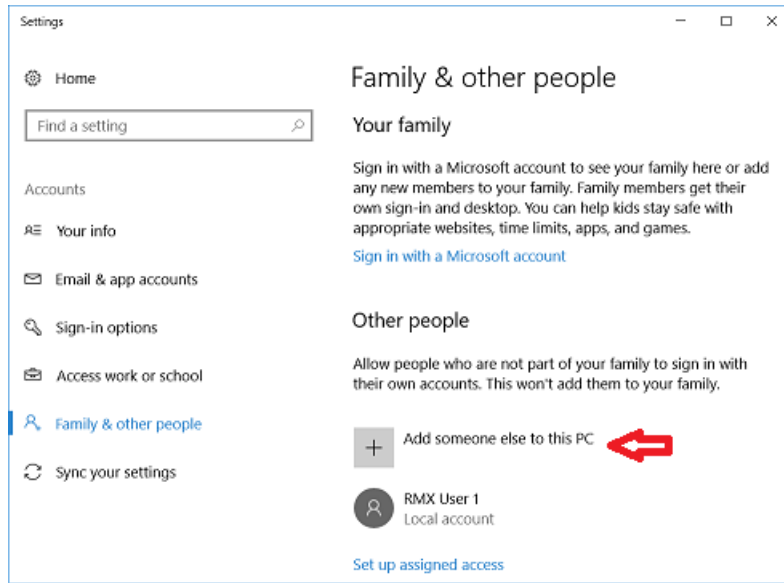 Settings
Home
Find a setting
Accounts
Your info
Email & app accounts
Sign-in options
Access work or school
Family & other people
Sync your settings
Family & other people
Your family
Sign in with a Microsoft account to see your family here or add
any new members to your family. Family members get their
own sign-in and desktop. You can help kids stay safe with
appropriate websites, time limits, apps, and games.
Sign in with a Microsoft account
Other people
Allow people who are not part of your family to sign in with
their own accounts. This won't add them to your family.
Add someone else to this PC
RMX User 1
Local account
Set up assigned access